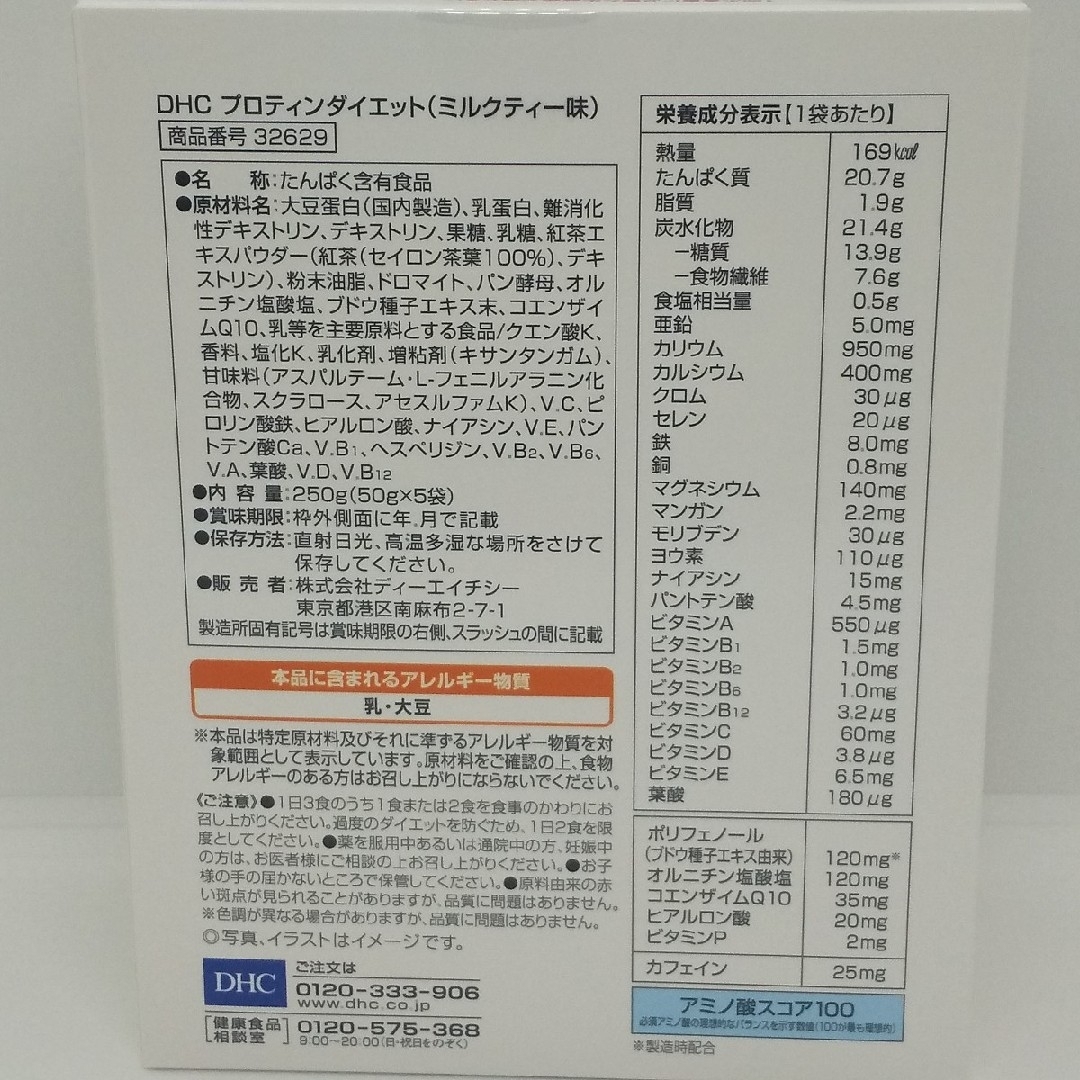 DHC プロティンダイエット(ミルクティー味)
商品番号 32629
●名　称:たんぱく含有食品
●原材料名:大豆蛋白(国内製造)、乳蛋白、難消化
性デキストリン、デキストリン、果糖、乳糖、紅茶エ
キスパウダー(紅茶(セイロン茶葉100%)、デキ
ストリン)、粉末油脂、ドロマイト、パン酵母、オル
ニチン塩酸塩、ブドウ種子エキス末、コエンザイ
ムQ10、乳等を主要原料とする食品/クエン酸K、
香料、塩化K、乳化剤、増粘剤(キサンタンガム)、
甘味料(アスパルテーム・L-フェニルアラニン化
合物、スクラロース、アセスルファムK)、V.C、ピ
ロリン酸鉄、ヒアルロン酸、ナイアシン、V.E、パン
トテン酸Ca、V.B1、ヘスペリジン、V.B2、V.B6、
V.A、葉酸、V.D、V.B12
●内 容 量:250g(50g×5袋)
●賞味期限:枠外側面に年.月で記載
●保存方法:直射日光、高温多湿な場所をさけて
保存してください。
●販 売 者:株式会社ディーエイチシー
東京都港区南麻布2-7-1
製造所固有記号は賞味期限の右側、スラッシュの間に記載
本品に含まれるアレルギー物質
乳・大豆
※本品は特定原材料及びそれに準ずるアレルギー物質を対
象範囲として表示しています。原材料をご確認の上、食物
アレルギーのある方はお召し上がりにならないでください。
《ご注意》●1日3食のうち1食または2食を食事のかわりにお
召し上がりください。過度のダイエットを防ぐため、1日2食を限
度としてください。●薬を服用中あるいは通院中の方、妊娠中
の方は、お医者様にご相談の上お召し上がりください。●お子
様の手の届かないところで保管してください。●原料由来の赤
い斑点が見られることがありますが、品質に問題はありません。
※色調が異なる場合がありますが、品質に問題はありません。
◎写真、イラストはイメージです。
DHC
ご注文は
0120-333-906
www.dhc.co.jp
[健康食品相談室] 0120-575-368
9:00~20:00(日・祝日をのぞく)
栄養成分表示【1袋あたり】
熱量 169kcal
たんぱく質 20.7g
脂質 1.9g
炭水化物 21.4g
-糖質 13.9g
-食物繊維 7.6g
食塩相当量 0.5g
亜鉛 5.0mg
カリウム 950mg
カルシウム 400mg
クロム 30μg
セレン 20μg
鉄 8.0mg
銅 0.8mg
マグネシウム 140mg
マンガン 2.2mg
モリブデン 30μg
ヨウ素 110μg
ナイアシン 15mg
パントテン酸 4.5mg
ビタミンA 550μg
ビタミンB1 1.5mg
ビタミンB2 1.0mg
ビタミンB6 1.0mg
ビタミンB12 3.2μg
ビタミンC 60mg
ビタミンD 3.8μg
ビタミンE 6.5mg
葉酸 180μg
ポリフェノール
(ブドウ種子エキス由来) 120mg※
オルニチン塩酸塩 120mg
コエンザイムQ10 35mg
ヒアルロン酸 20mg
ビタミンP 2mg
カフェイン 25mg
アミノ酸スコア100
必須アミノ酸の理想的なバランスを示す数値(100が最も理想的)
※製造時配合